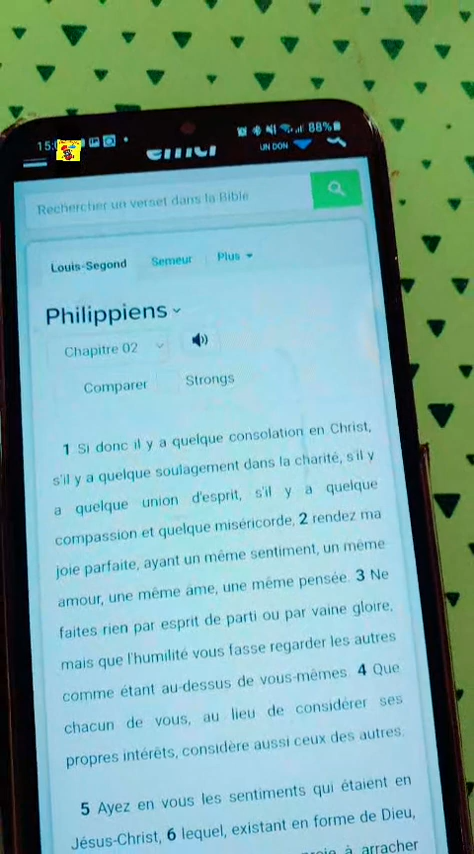 88%
UN DON
Rechercher un verset dans la Bible
Louis-Segond Semeur Plus
Philippiens
Chapitre 02
Comparer Strongs
1 Si donc il y a quelque consolation en Christ,
s'il y a quelque soulagement dans la charité, s'il y
a quelque union d'esprit, s'il y a quelque
compassion et quelque miséricorde, 2 rendez ma
joie parfaite, ayant un même sentiment, un même
amour, une même âme, une même pensée. 3 Ne
faites rien par esprit de parti ou par vaine gloire,
mais que l'humilité vous fasse regarder les autres
comme étant au-dessus de vous-mêmes. 4 Que
chacun de vous, au lieu de considérer ses
propres intérêts, considère aussi ceux des autres.
5 Ayez en vous les sentiments qui étaient en
Jésus-Christ, 6 lequel, existant en forme de Dieu,
à arracher